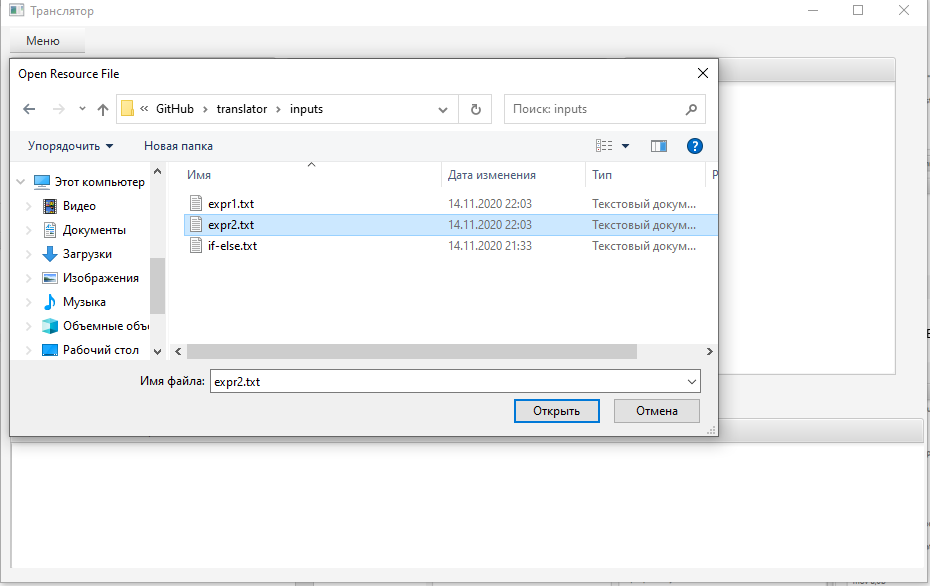 Транслятор
Меню
Open Resource File
« GitHub › translator › inputs
Поиск: inputs
Упорядочить
Новая папка
?
Имя Дата изменения Тип Р
Этот компьютер
Видео
Документы
Загрузки
Изображения
Музыка
Объемные объе
Рабочий стол
expr1.txt 14.11.2020 22:03 Текстовый докум...
expr2.txt 14.11.2020 22:03 Текстовый докум...
if-else.txt 14.11.2020 21:33 Текстовый докум...
Имя файла: expr2.txt
Открыть Отмена